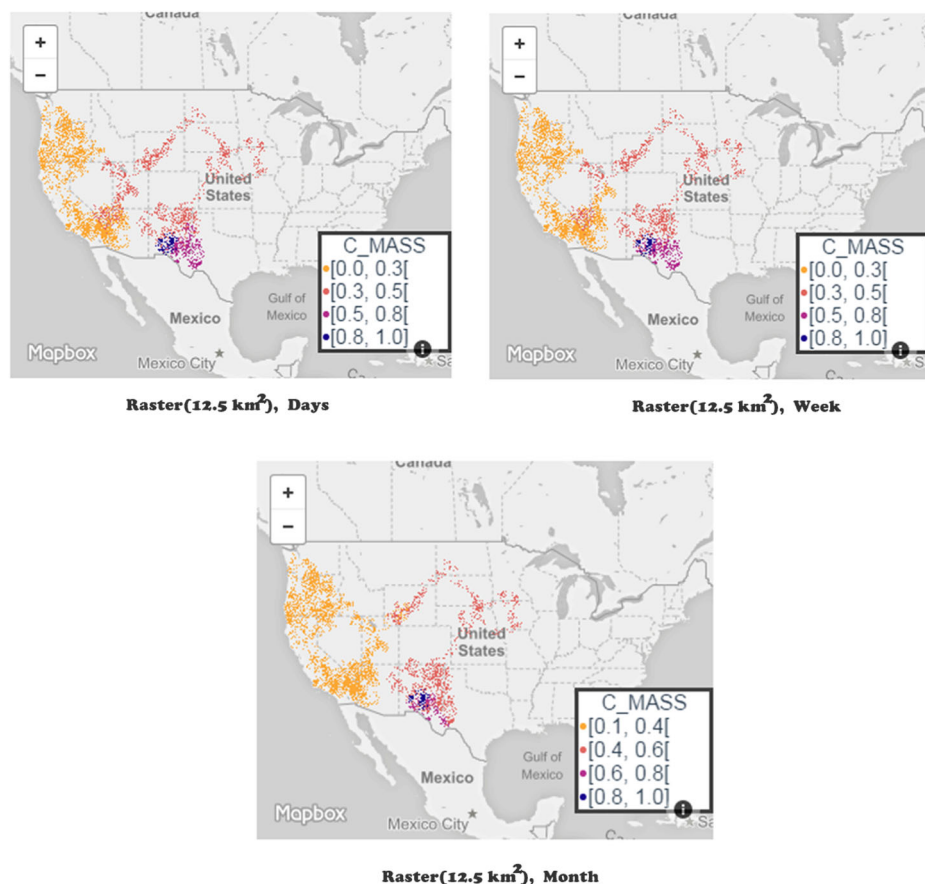 Canada
+
−
United
States
C_MASS
[0.0, 0.3[
[0.3, 0.5[
[0.5, 0.8[
[0.8, 1.0]
Gulf of
Mexico
Mexico
Mapbox
Mexico City
i
Raster(12.5 km²), Days
Canada
+
−
United
States
C_MASS
[0.0, 0.3[
[0.3, 0.5[
[0.5, 0.8[
[0.8, 1.0]
Gulf of
Mexico
Mexico
Mapbox
Mexico City
i
Raster(12.5 km²), Week
Canada
+
−
United
States
C_MASS
[0.1, 0.4[
[0.4, 0.6[
[0.6, 0.8[
[0.8, 1.0]
Gulf of
Mexico
Mexico
Mapbox
Mexico City
i
Raster(12.5 km²), Month